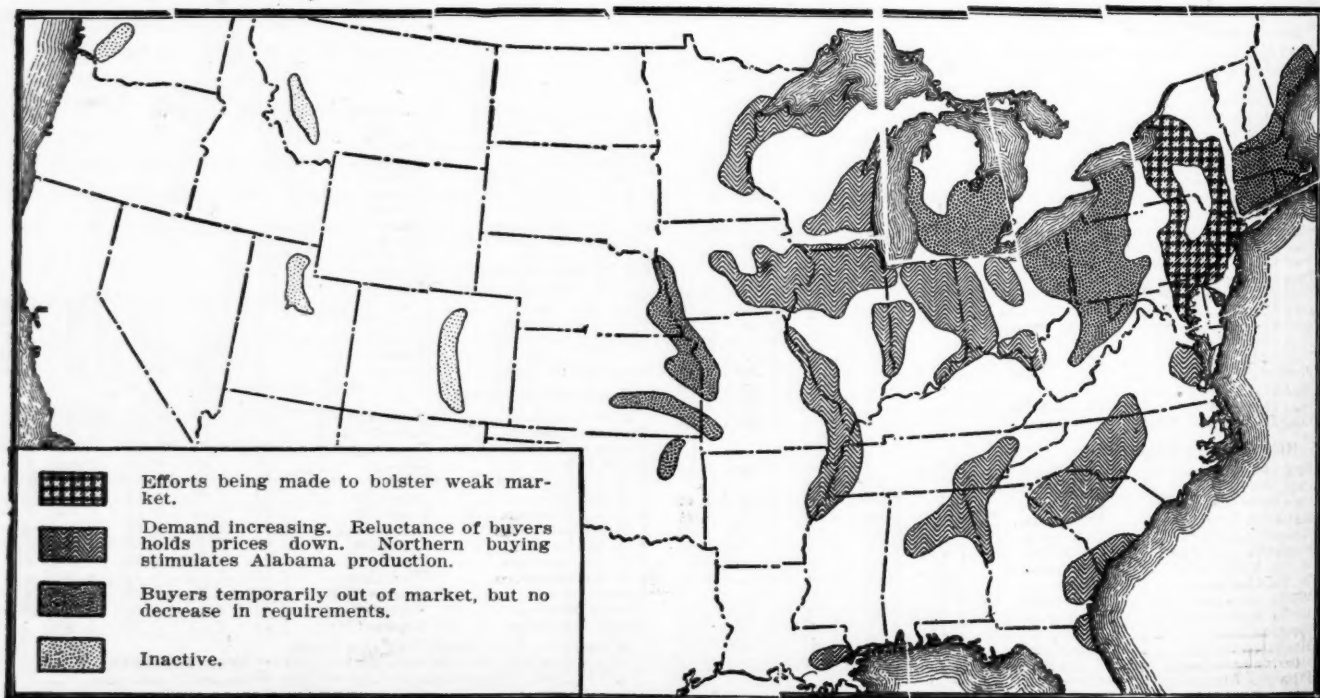 Efforts being made to bolster weak mar-
ket.
Demand increasing. Reluctance of buyers
holds prices down. Northern buying
stimulates Alabama production.
Buyers temporarily out of market, but no
decrease in requirements.
Inactive.